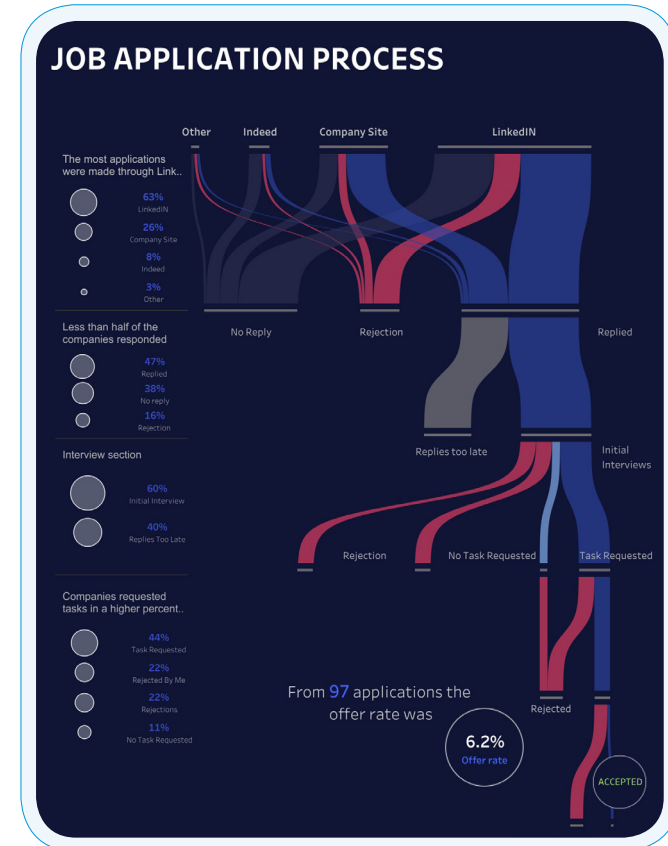 JOB APPLICATION PROCESS
Other Indeed Company Site LinkedIN
The most applications
were made through Link..
63%
LinkedIN
26%
Company Site
8%
Indeed
3%
Other
No Reply Rejection Replied
Less than half of the
companies responded
47%
Replied
38%
No reply
16%
Rejection
Replies too late
Initial
Interviews
Interview section
60%
Initial Interview
40%
Replies Too Late
Rejection No Task Requested Task Requested
Companies requested
tasks in a higher percent..
44%
Task Requested
22%
Rejected By Me
22%
Rejections
11%
No Task Requested
From 97 applications the
offer rate was
6.2%
Offer rate
Rejected
ACCEPTED